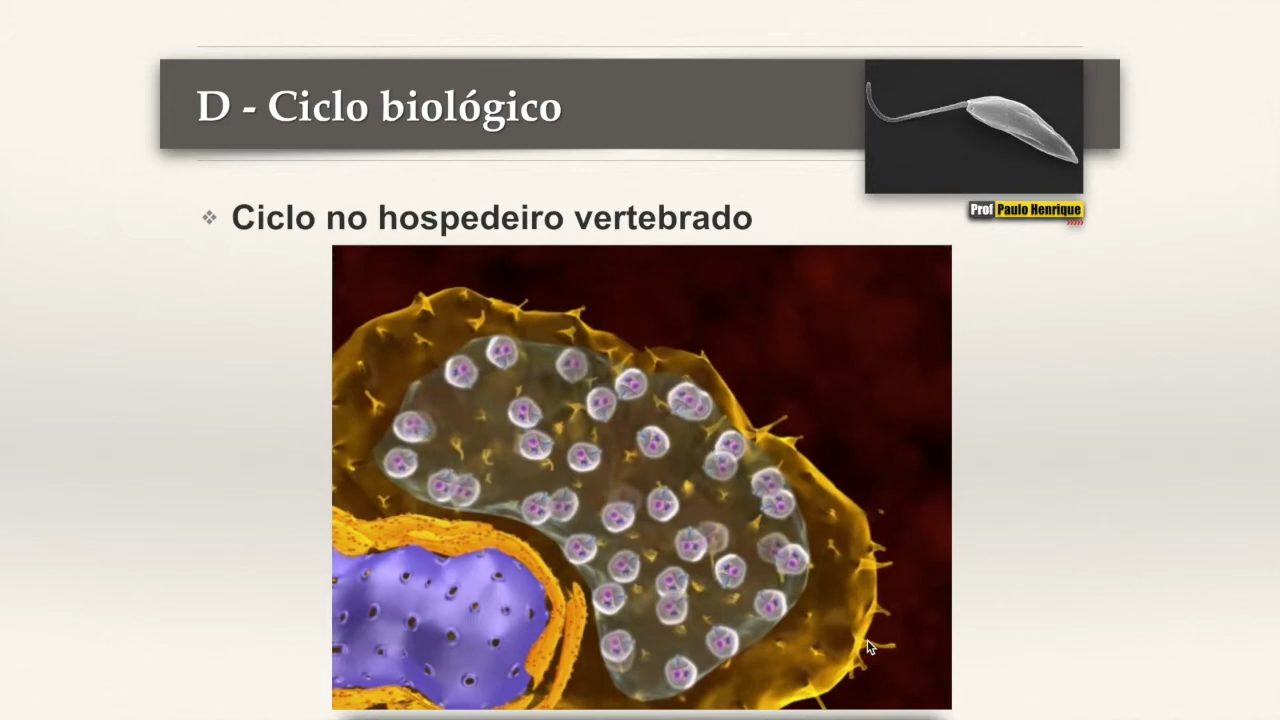 D - Ciclo biológico
Prof Paulo Henrique
Ciclo no hospedeiro vertebrado